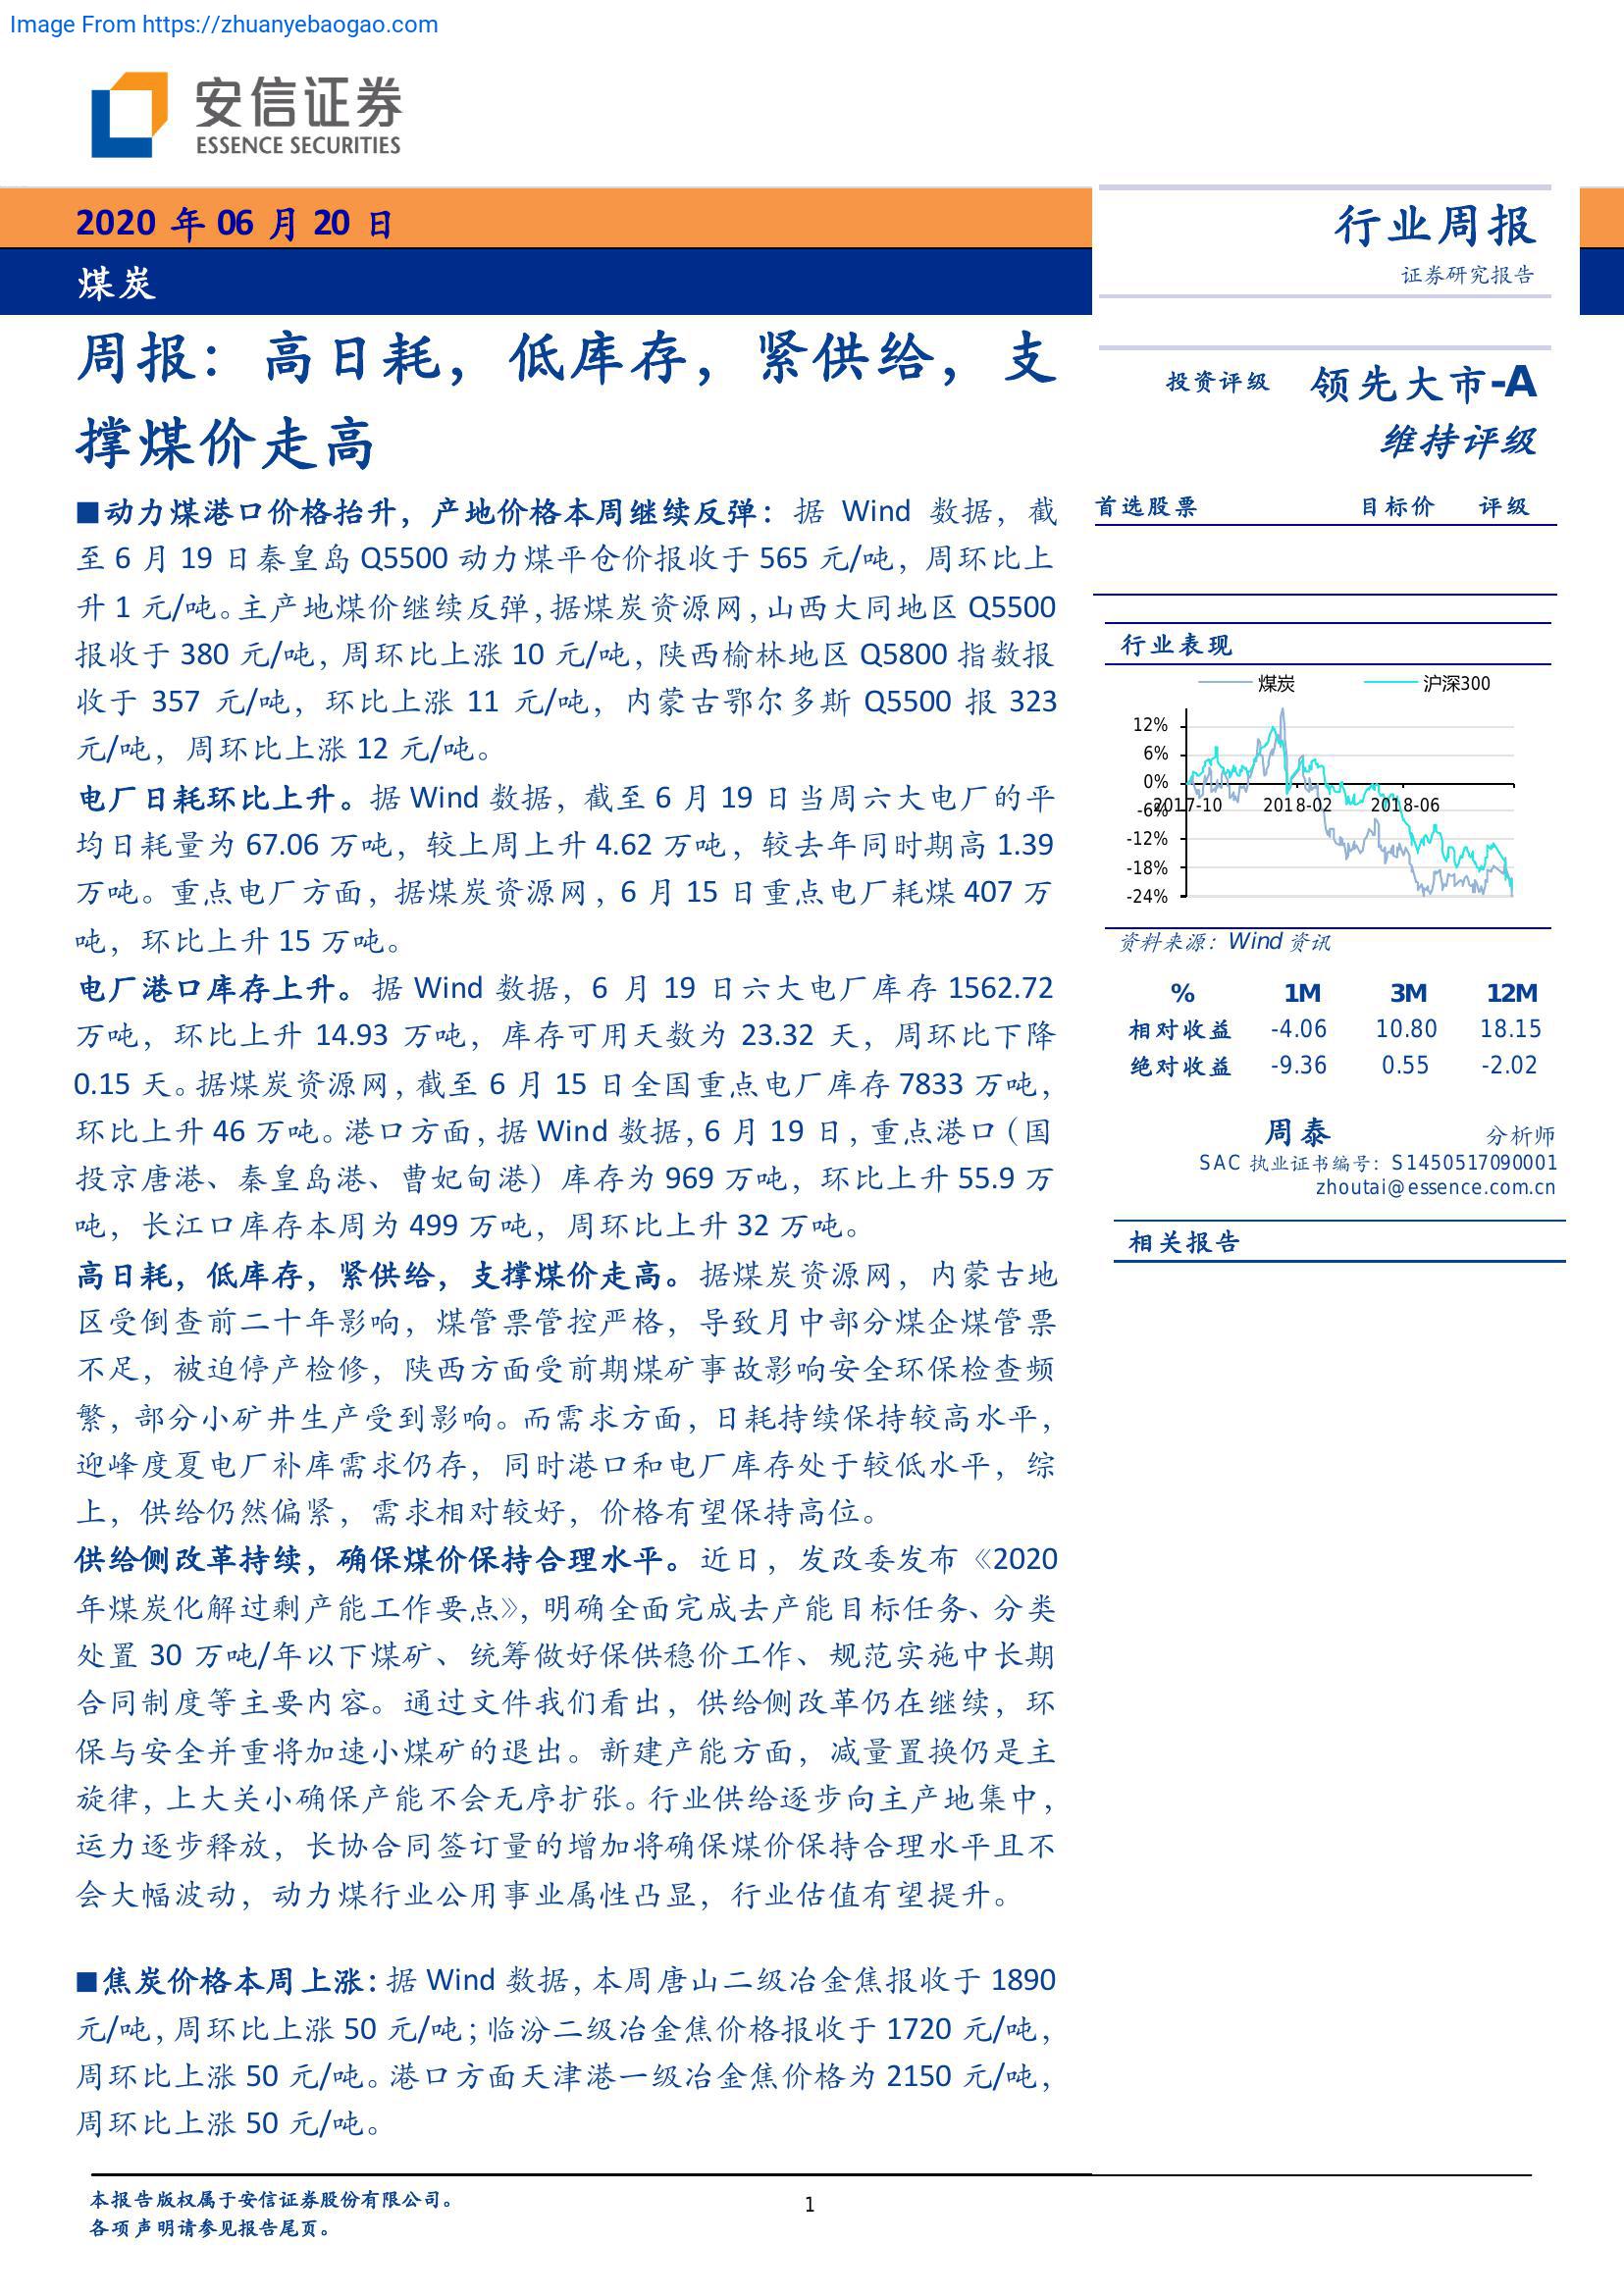 Image From https://zhuanyebaogao.com
安信证券
ESSENCE SECURITIES
2020 年 06 月 20 日
煤炭
行业周报
证券研究报告
周报：高日耗，低库存，紧供给，支
撑煤价走高
■动力煤港口价格抬升，产地价格本周继续反弹：据 Wind 数据，截
至 6 月 19 日秦皇岛 Q5500 动力煤平仓价报收于 565 元/吨，周环比上
升 1 元/吨。主产地煤价继续反弹，据煤炭资源网，山西大同地区 Q5500
报收于 380 元/吨，周环比上涨 10 元/吨，陕西榆林地区 Q5800 指数报
收于 357 元/吨，环比上涨 11 元/吨，内蒙古鄂尔多斯 Q5500 报 323
元/吨，周环比上涨 12 元/吨。
电厂日耗环比上升。据 Wind 数据，截至 6 月 19 日当周六大电厂的平
均日耗量为 67.06 万吨，较上周上升 4.62 万吨，较去年同时期高 1.39
万吨。重点电厂方面，据煤炭资源网，6 月 15 日重点电厂耗煤 407 万
吨，环比上升 15 万吨。
电厂港口库存上升。据 Wind 数据，6 月 19 日六大电厂库存 1562.72
万吨，环比上升 14.93 万吨，库存可用天数为 23.32 天，周环比下降
0.15 天。据煤炭资源网，截至 6 月 15 日全国重点电厂库存 7833 万吨，
环比上升 46 万吨。港口方面，据 Wind 数据，6 月 19 日，重点港口（国
投京唐港、秦皇岛港、曹妃甸港）库存为 969 万吨，环比上升 55.9 万
吨，长江口库存本周为 499 万吨，周环比上升 32 万吨。
高日耗，低库存，紧供给，支撑煤价走高。据煤炭资源网，内蒙古地
区受倒查前二十年影响，煤管票管控严格，导致月中部分煤企煤管票
不足，被迫停产检修，陕西方面受前期煤矿事故影响安全环保检查频
繁，部分小矿井生产受到影响。而需求方面，日耗持续保持较高水平，
迎峰度夏电厂补库需求仍存，同时港口和电厂库存处于较低水平，综
上，供给仍然偏紧，需求相对较好，价格有望保持高位。
供给侧改革持续，确保煤价保持合理水平。近日，发改委发布《2020
年煤炭化解过剩产能工作要点》，明确全面完成去产能目标任务、分类
处置 30 万吨/年以下煤矿、统筹做好保供稳价工作、规范实施中长期
合同制度等主要内容。通过文件我们看出，供给侧改革仍在继续，环
保与安全并重将加速小煤矿的退出。新建产能方面，减量置换仍是主
旋律，上大关小确保产能不会无序扩张。行业供给逐步向主产地集中，
运力逐步释放，长协合同签订量的增加将确保煤价保持合理水平且不
会大幅波动，动力煤行业公用事业属性凸显，行业估值有望提升。
■焦炭价格本周上涨：据 Wind 数据，本周唐山二级冶金焦报收于 1890
元/吨，周环比上涨 50 元/吨；临汾二级冶金焦价格报收于 1720 元/吨，
周环比上涨 50 元/吨。港口方面天津港一级冶金焦价格为 2150 元/吨，
周环比上涨 50 元/吨。
投资评级 领先大市-A
维持评级
首选股票 目标价 评级
行业表现
煤炭 沪深300
12%
6%
0%
-6%
-12%
-18%
-24%
2017-10 2018-02 2018-06
资料来源：Wind 资讯
% 1M 3M 12M
相对收益 -4.06 10.80 18.15
绝对收益 -9.36 0.55 -2.02
周泰 分析师
SAC 执业证书编号：S1450517090001
zhoutai@essence.com.cn
相关报告
本报告版权属于安信证券股份有限公司。
各项声明请参见报告尾页。
1